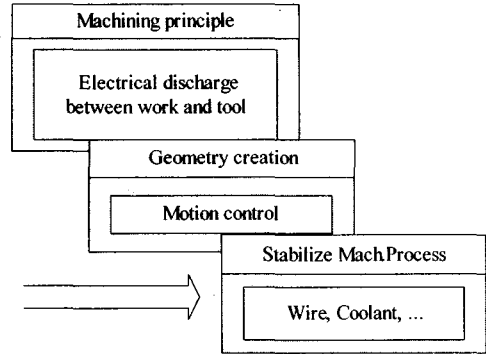 Machining principle
Electrical discharge
between work and tool
Geometry creation
Motion control
Stabilize Mach.Process
Wire, Coolant, ...